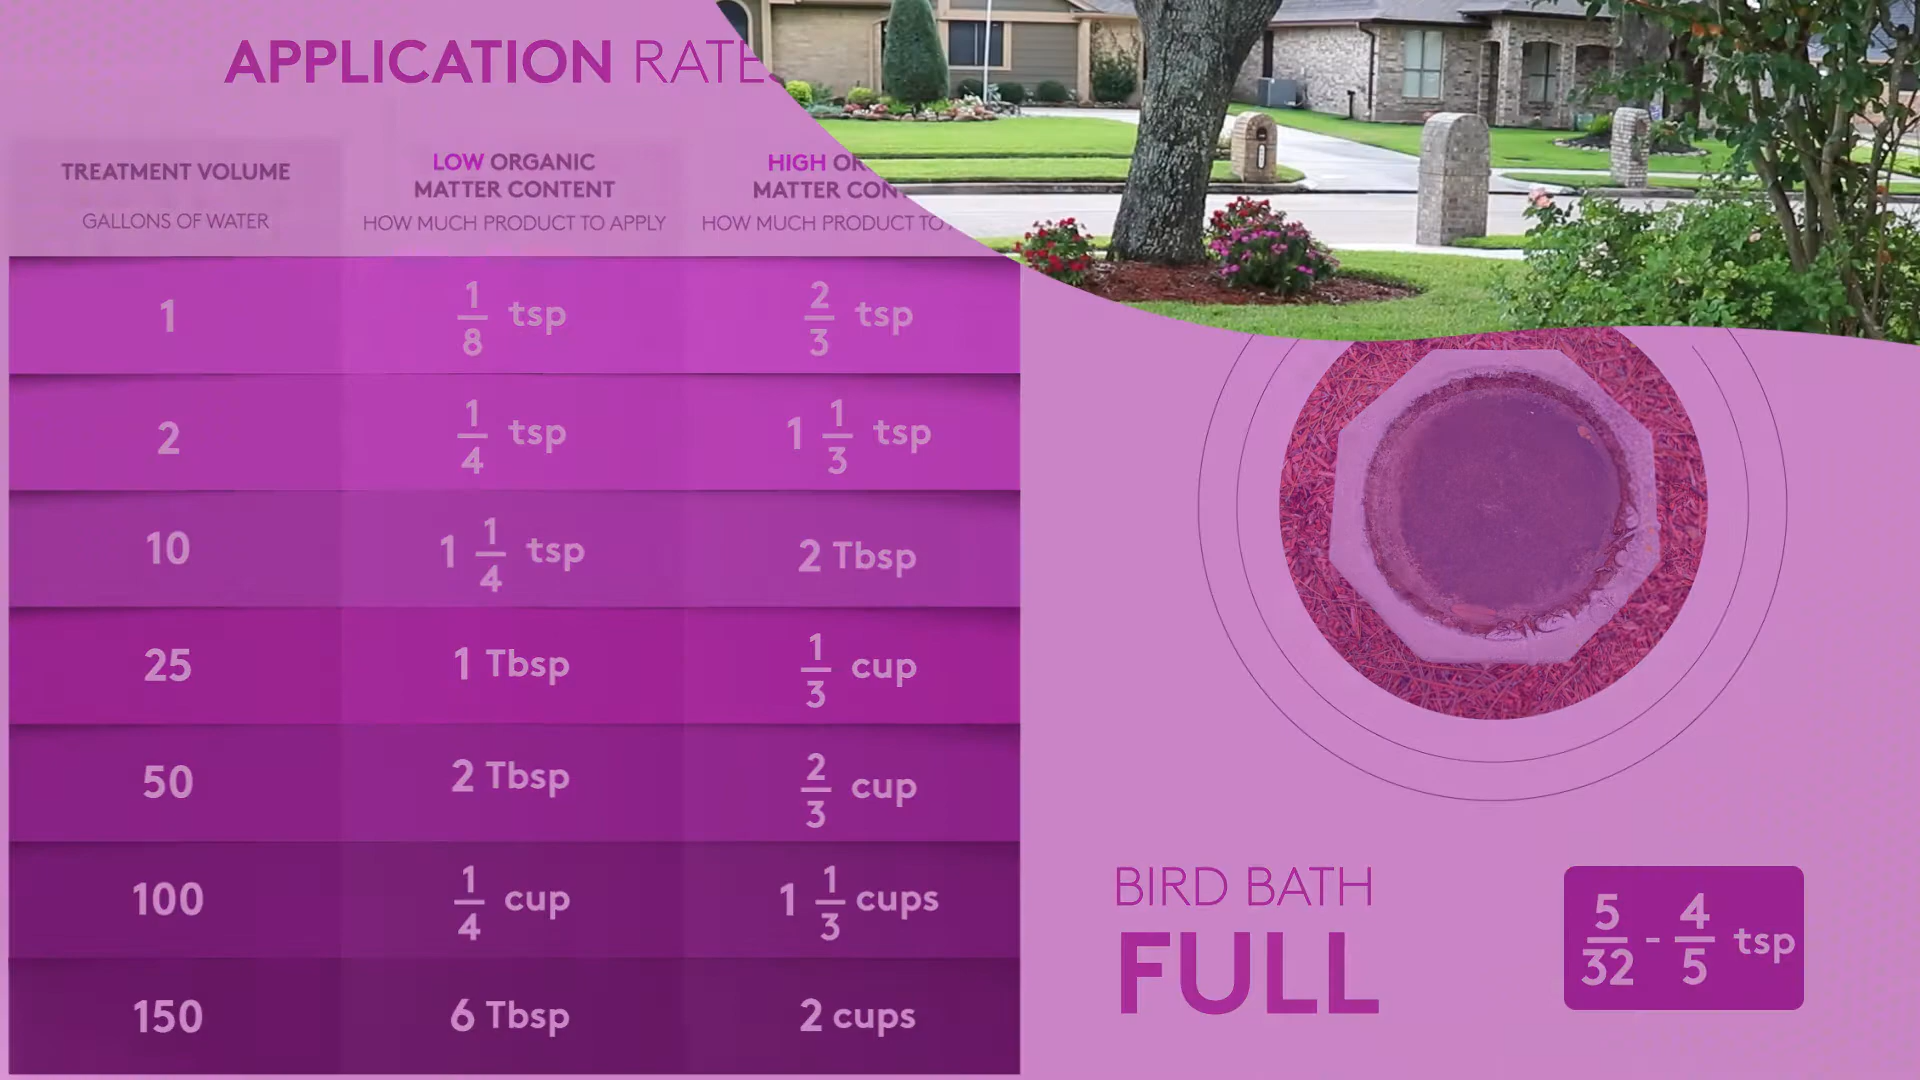 APPLICATION RATE
TREATMENT VOLUME
GALLONS OF WATER
LOW ORGANIC
MATTER CONTENT
HOW MUCH PRODUCT TO APPLY
HIGH OR
MATTER CON
HOW MUCH PRODUCT TO
1 1/8 tsp 2/3 tsp
2 1/4 tsp 1 1/3 tsp
10 1 1/4 tsp 2 Tbsp
25 1 Tbsp 1/3 cup
50 2 Tbsp 2/3 cup
100 1/4 cup 1 1/3 cups
150 6 Tbsp 2 cups
BIRD BATH
FULL
5/32 - 4/5 tsp